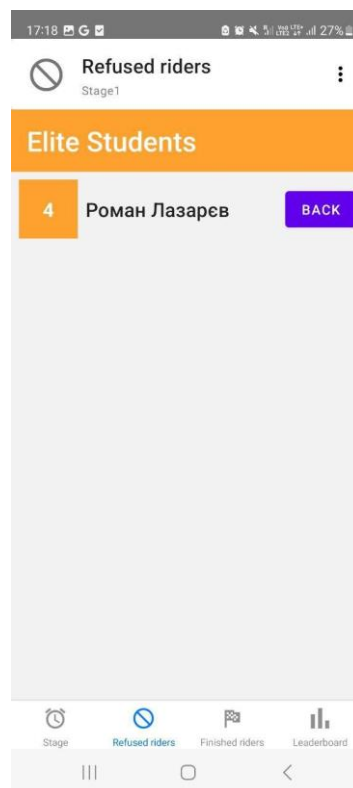 17:18 27%
Refused riders
Stage1
Elite Students
4 Роман Лазарєв BACK
Stage Refused riders Finished riders Leaderboard